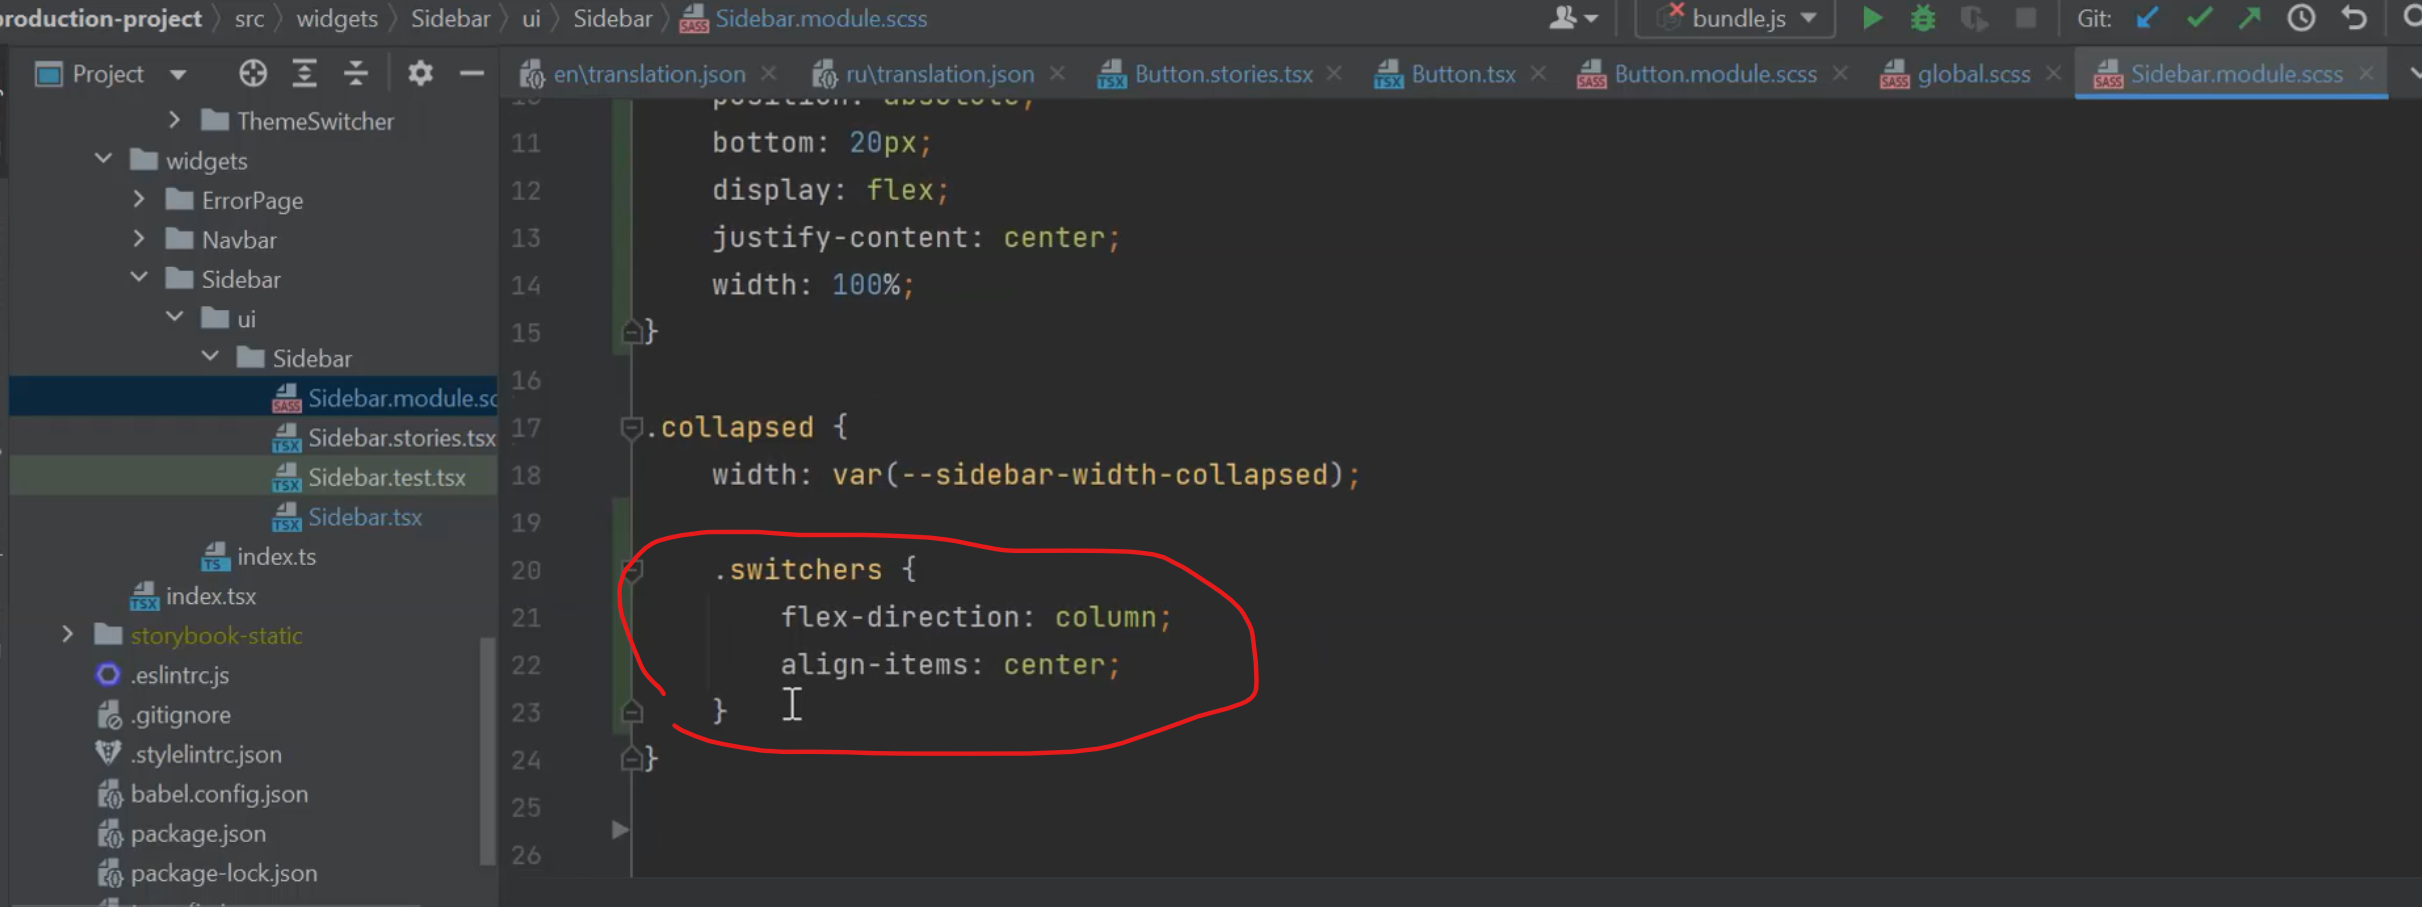 production-project > src > widgets > Sidebar > ui > Sidebar > Sidebar.module.scss
bundle.js
Git:
Project
en\translation.json
ru\translation.json
Button.stories.tsx
Button.tsx
Button.module.scss
global.scss
Sidebar.module.scss
ThemeSwitcher
widgets
ErrorPage
Navbar
Sidebar
ui
Sidebar
Sidebar.module.sc
Sidebar.stories.tsx
Sidebar.test.tsx
Sidebar.tsx
index.ts
index.tsx
storybook-static
.eslintrc.js
.gitignore
.stylelintrc.json
babel.config.json
package.json
package-lock.json
10 position: absolute;
11 bottom: 20px;
12 display: flex;
13 justify-content: center;
14 width: 100%;
15 }
16
17 .collapsed {
18 width: var(--sidebar-width-collapsed);
19
20 .switchers {
21 flex-direction: column;
22 align-items: center;
23 }
24 }
25
26